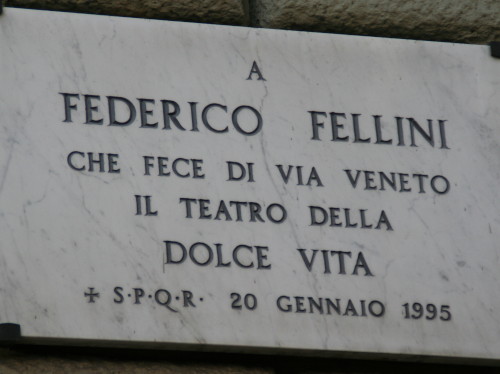 A
FEDERICO FELLINI
CHE FECE DI VIA VENETO
IL TEATRO DELLA
DOLCE VITA
✢ S·P·Q·R· 20 GENNAIO 1995